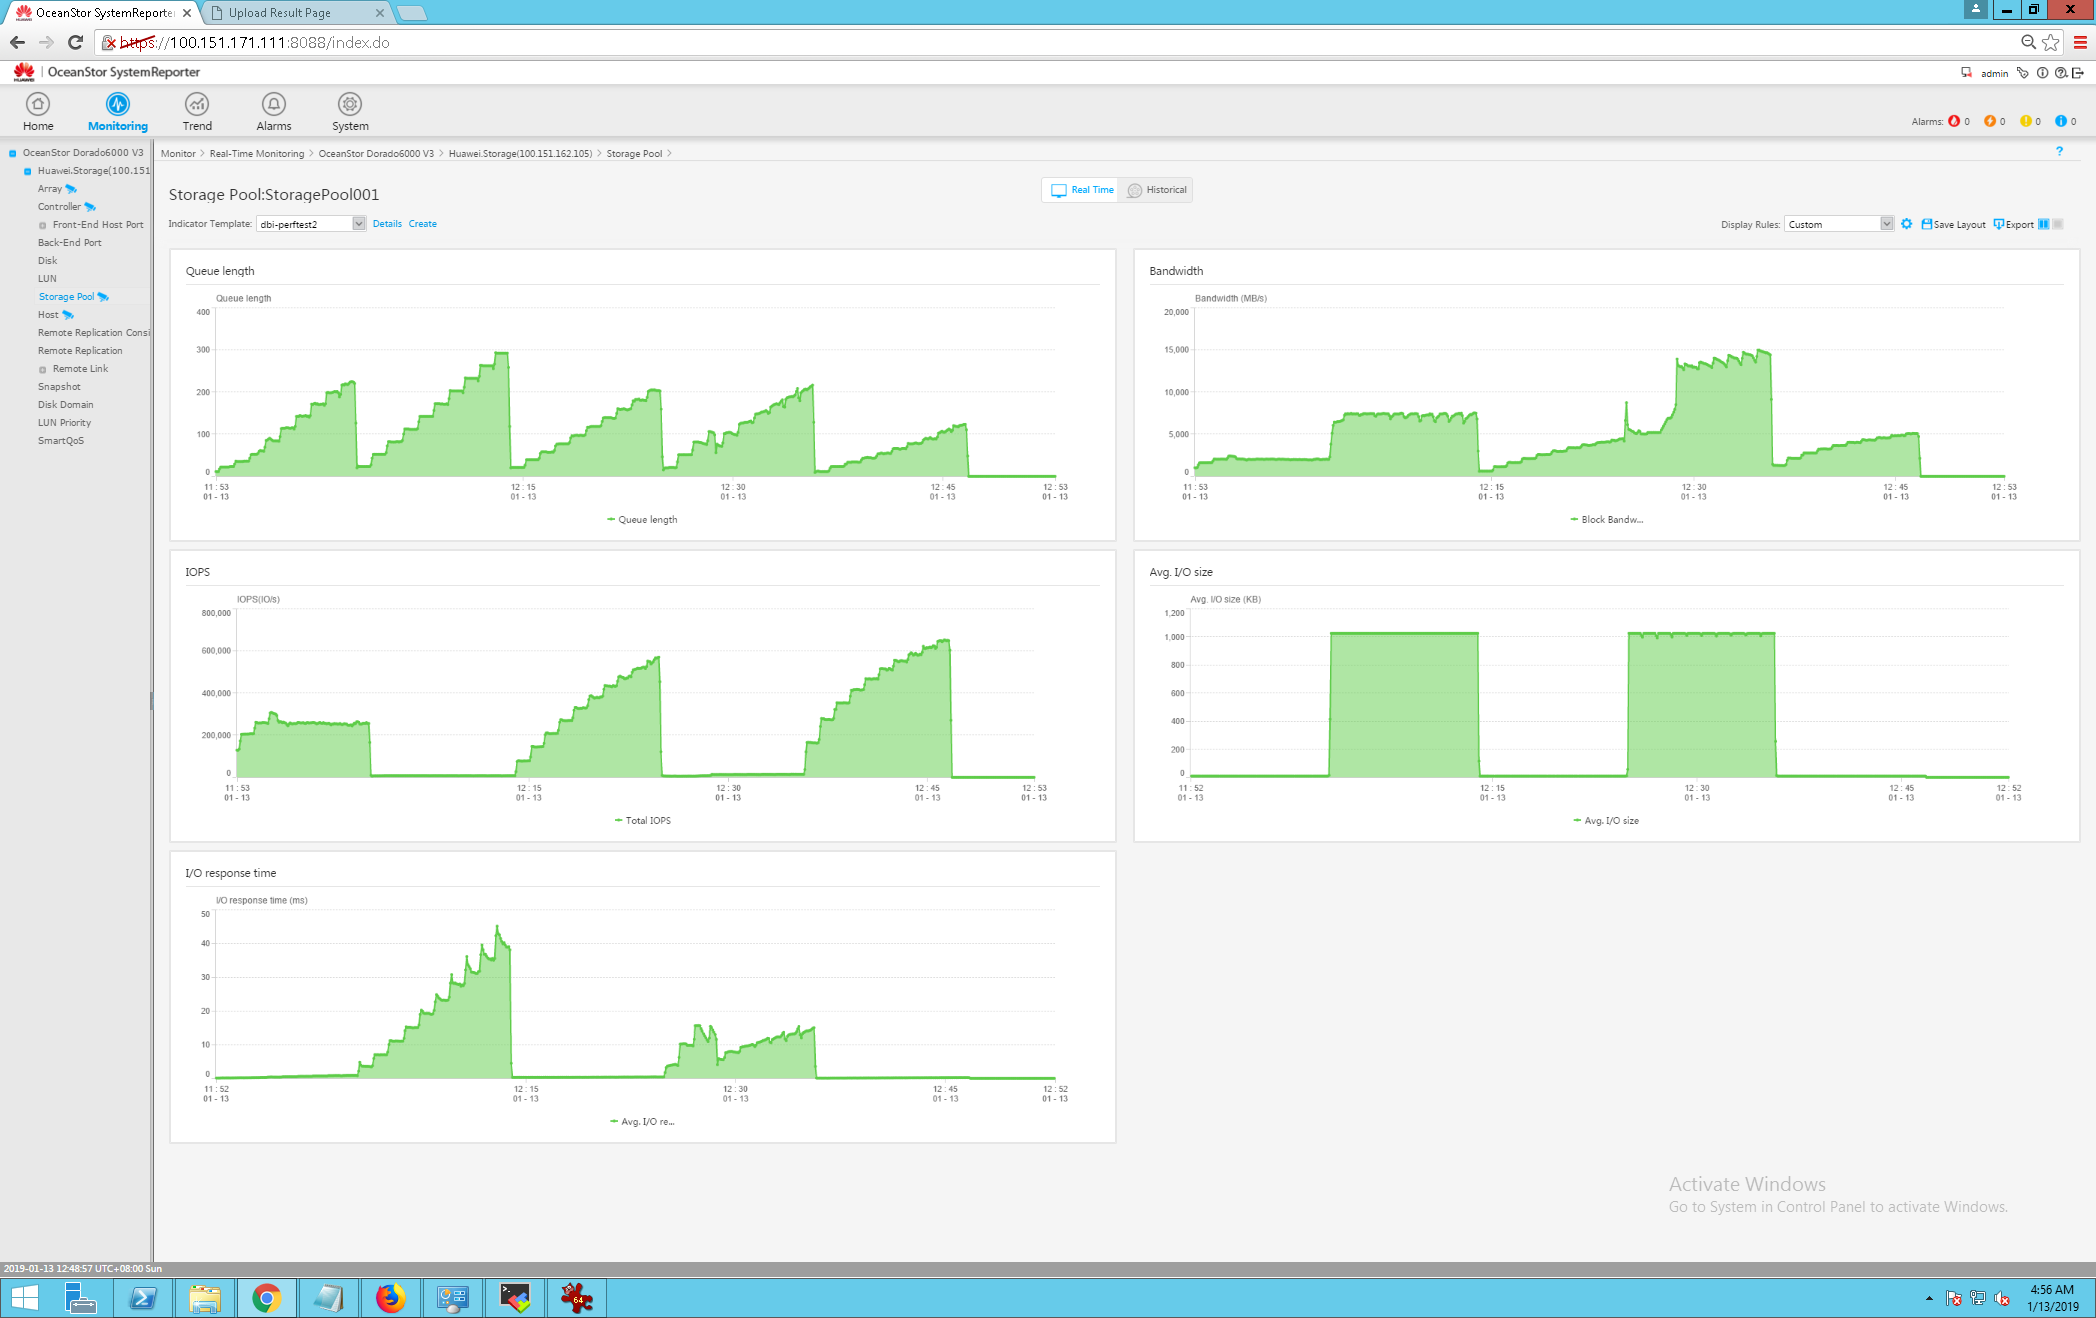 OceanStor SystemReporte
Upload Result Page
https://100.151.171.111:8088/index.do
HUAWEI
OceanStor SystemReporter
admin
Home
Monitoring
Trend
Alarms
System
Alarms: 0 0 0 0
OceanStor Dorado6000 V3
Huawei.Storage(100.151
Array
Controller
Front-End Host Port
Back-End Port
Disk
LUN
Storage Pool
Host
Remote Replication Consi
Remote Replication
Remote Link
Snapshot
Disk Domain
LUN Priority
SmartQoS
Monitor > Real-Time Monitoring > OceanStor Dorado6000 V3 > Huawei.Storage(100.151.162.105) > Storage Pool >
?
Storage Pool:StoragePool001
Real Time
Historical
Indicator Template: dbi-perftest2 Details Create
Display Rules: Custom Save Layout Export
Queue length
Queue length
400
300
200
100
0
11 : 53 12 : 15 12 : 30 12 : 45 12 : 53
01 - 13 01 - 13 01 - 13 01 - 13 01 - 13
Queue length
Bandwidth
Bandwidth (MB/s)
20,000
15,000
10,000
5,000
0
11 : 53 12 : 15 12 : 30 12 : 45 12 : 53
01 - 13 01 - 13 01 - 13 01 - 13 01 - 13
Block Bandw...
IOPS
IOPS(IO/s)
800,000
600,000
400,000
200,000
0
11 : 53 12 : 15 12 : 30 12 : 45 12 : 53
01 - 13 01 - 13 01 - 13 01 - 13 01 - 13
Total IOPS
Avg. I/O size
Avg. I/O size (KB)
1,200
1,000
800
600
400
200
0
11 : 52 12 : 15 12 : 30 12 : 45 12 : 52
01 - 13 01 - 13 01 - 13 01 - 13 01 - 13
Avg. I/O size
I/O response time
I/O response time (ms)
50
40
30
20
10
0
11 : 52 12 : 15 12 : 30 12 : 45 12 : 52
01 - 13 01 - 13 01 - 13 01 - 13 01 - 13
Avg. I/O re...
Activate Windows
Go to System in Control Panel to activate Windows.
2019-01-13 12:48:57 UTC+08:00 Sun
64
4:56 AM
1/13/2019